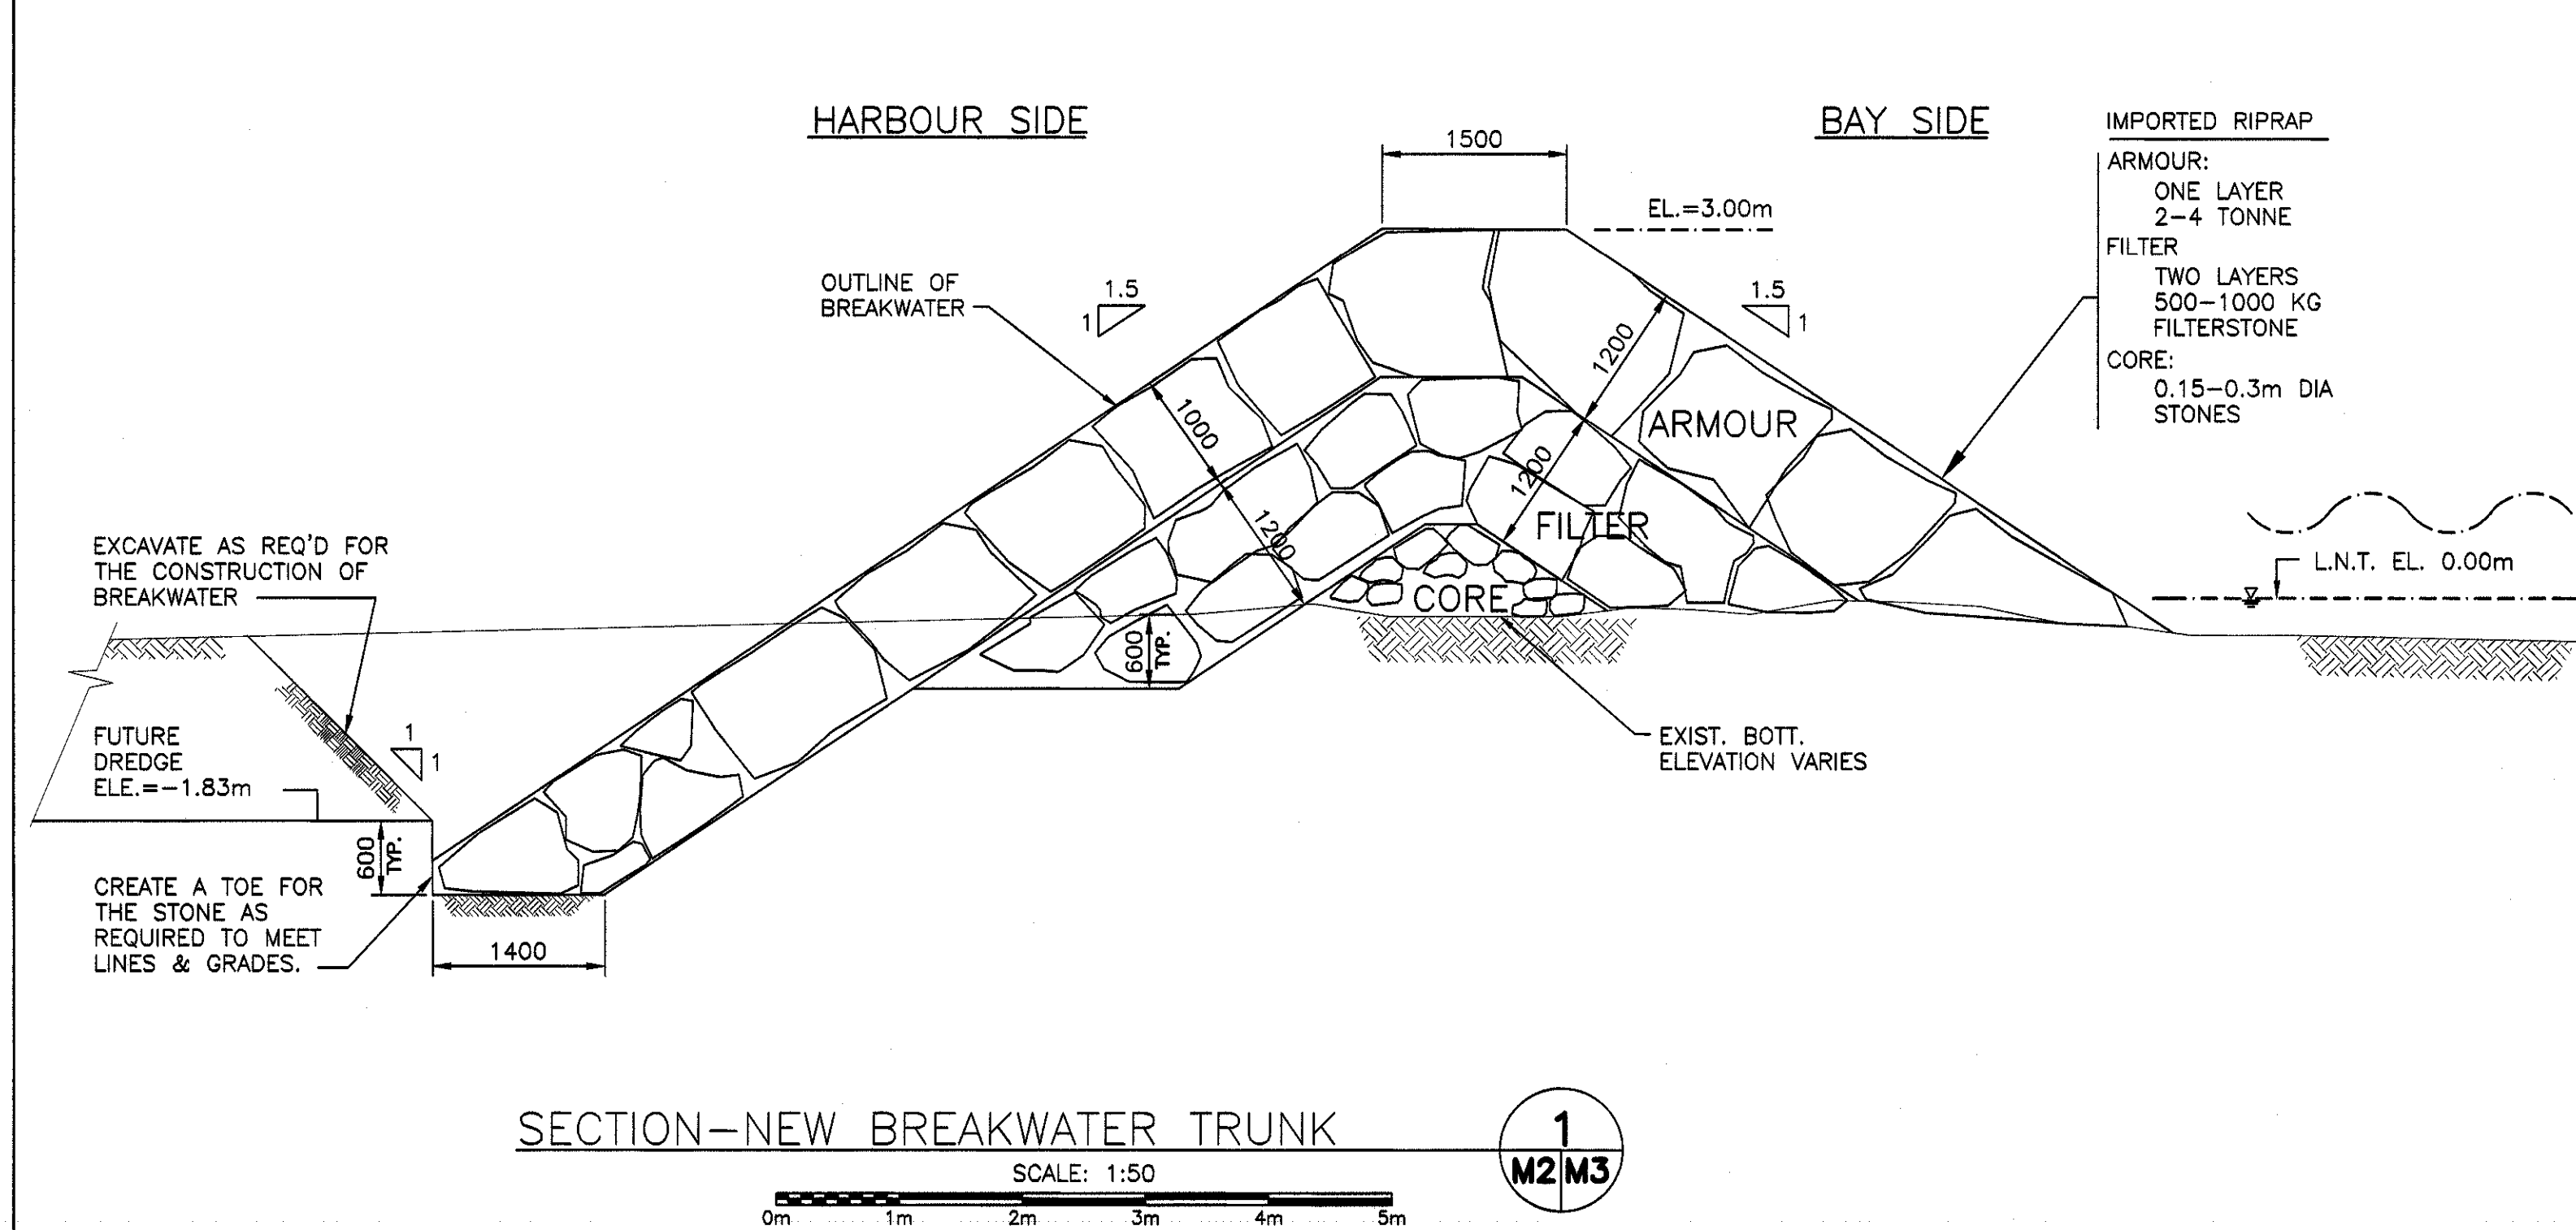 HARBOUR SIDE
BAY SIDE
1500
EL.=3.00m
IMPORTED RIPRAP
ARMOUR:
ONE LAYER
2-4 TONNE
FILTER
TWO LAYERS
500-1000 KG
FILTERSTONE
CORE:
0.15-0.3m DIA
STONES
OUTLINE OF
BREAKWATER
1.5
1
1.5
1
1200
1000
ARMOUR
1200
1200
FILTER
CORE
L.N.T. EL. 0.00m
EXCAVATE AS REQ'D FOR
THE CONSTRUCTION OF
BREAKWATER
600
TYP.
FUTURE
DREDGE
ELE.=-1.83m
1
1
EXIST. BOTT.
ELEVATION VARIES
600
TYP.
CREATE A TOE FOR
THE STONE AS
REQUIRED TO MEET
LINES & GRADES.
1400
SECTION-NEW BREAKWATER TRUNK
SCALE: 1:50
1
M2 M3
0m 1m 2m 3m 4m 5m